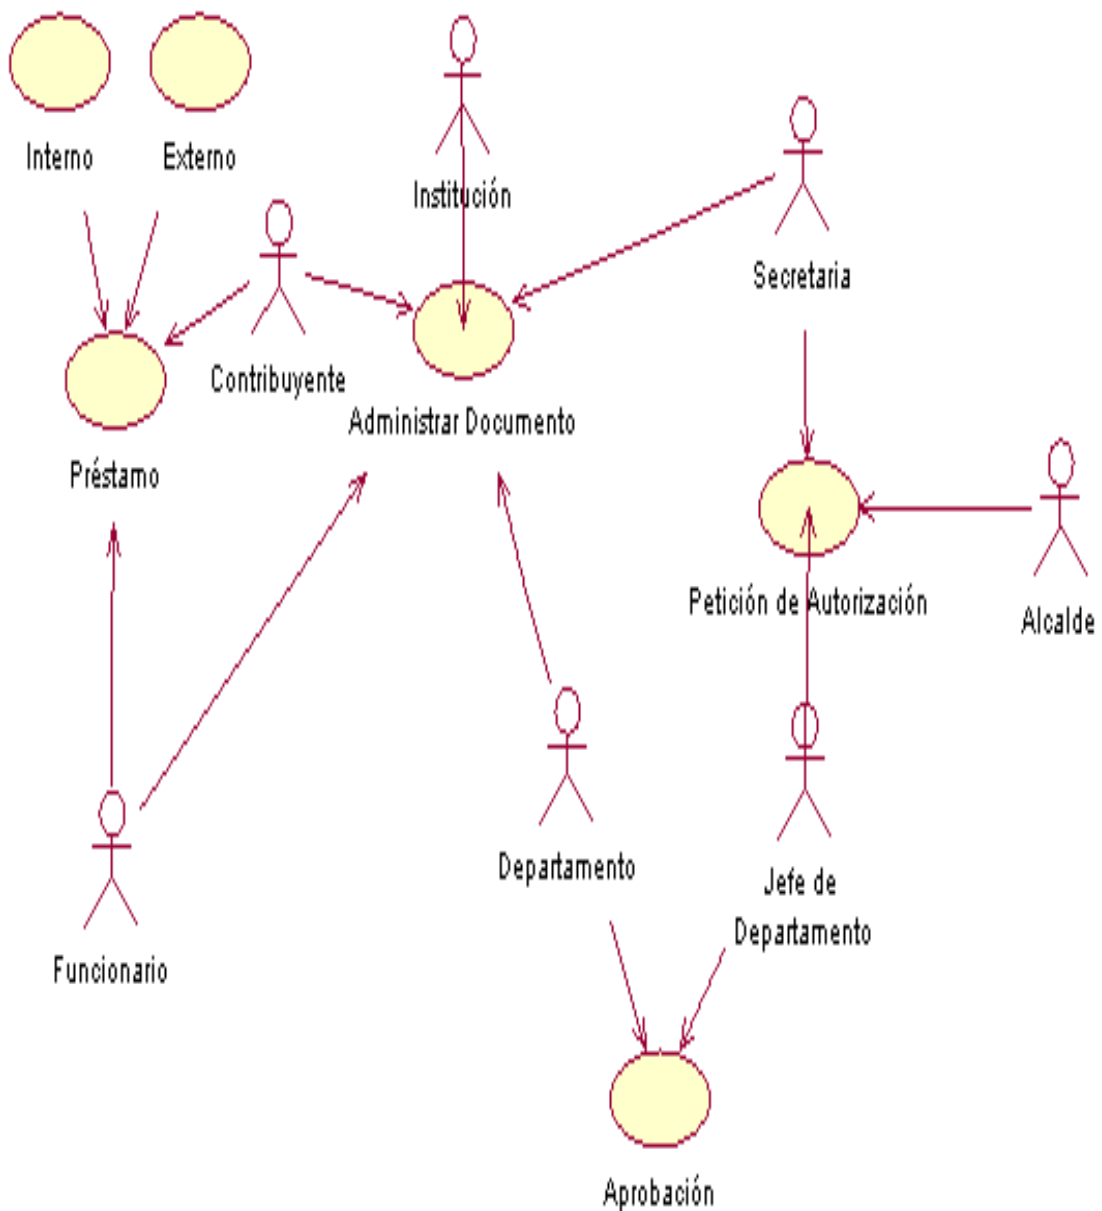 Interno
Externo
Institución
Secretaria
Contribuyente
Administrar Documento
Préstamo
Petición de Autorización
Alcalde
Departamento
Jefe de
Departamento
Funcionario
Aprobación